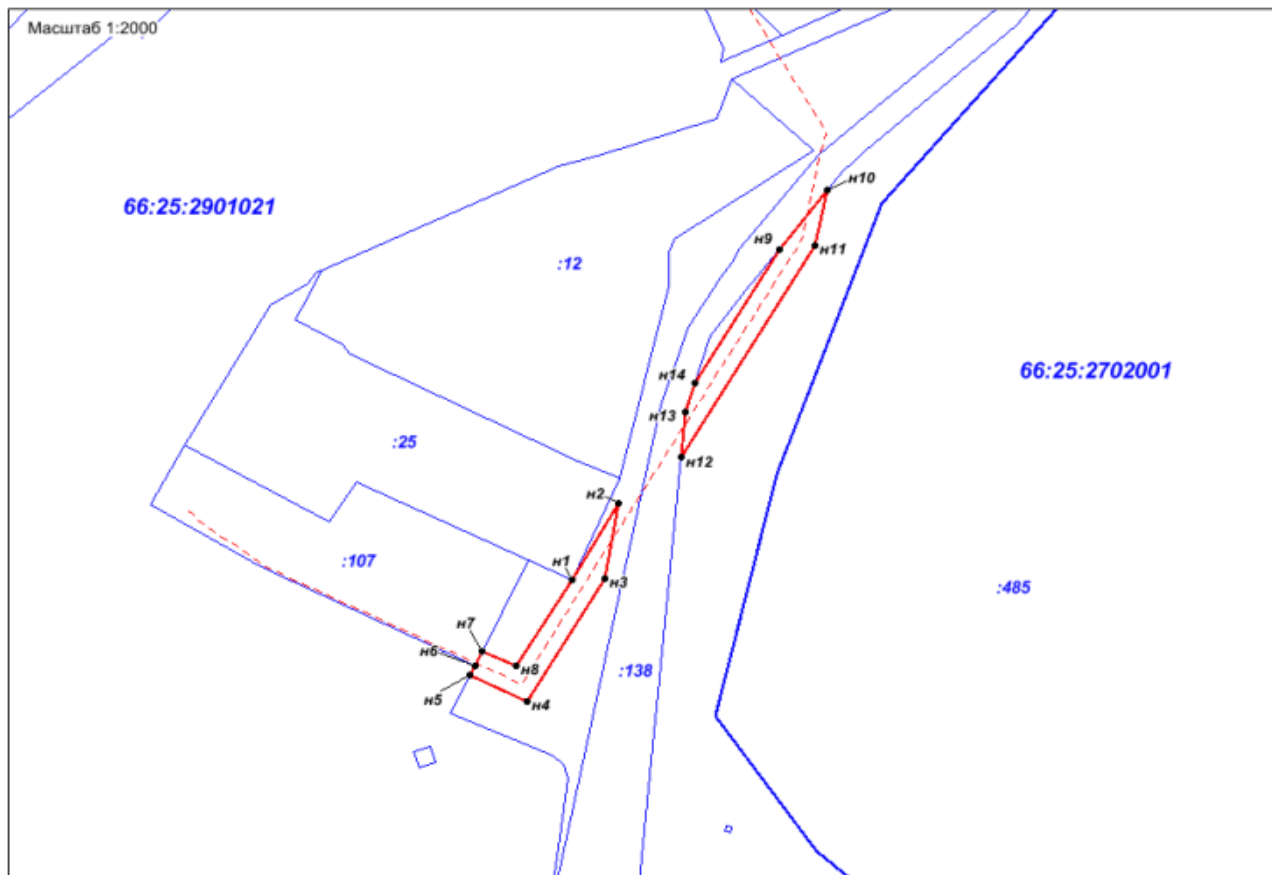 Масштаб 1:2000
н10
66:25:2901021
н9
н11
:12
66:25:2702001
н14
н13
:25
н12
н2
:107
н1
н3
:485
н7
н6
н8
:138
н5
н4